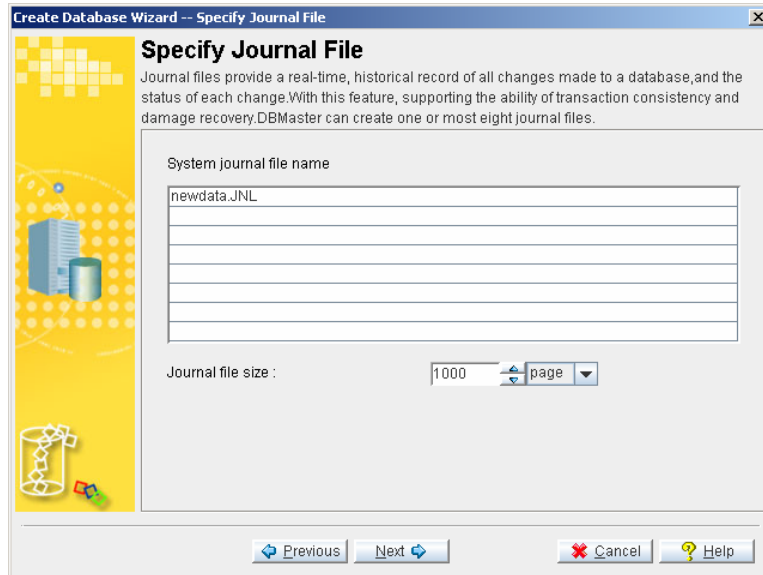 Create Database Wizard -- Specify Journal File
Specify Journal File
Journal files provide a real-time, historical record of all changes made to a database,and the
status of each change.With this feature, supporting the ability of transaction consistency and
damage recovery.DBMaster can create one or most eight journal files.
System journal file name
newdata.JNL
Journal file size :
1000 page
Previous Next Cancel Help